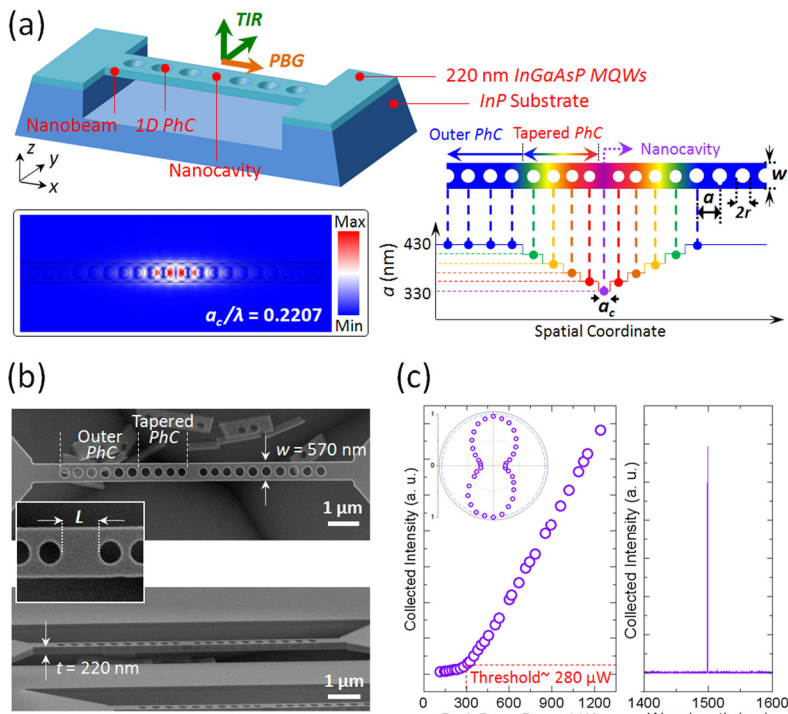 (a)
TIR
PBG
220 nm InGaAsP MQWs
InP Substrate
Nanobeam
1D PhC
Nanocavity
z
y
x
Outer PhC
Tapered PhC
Nanocavity
w
a
2r
430
330
a (nm)
a_c
Spatial Coordinate
Max
Min
a_c/λ = 0.2207
(b)
Outer PhC
Tapered PhC
w = 570 nm
1 μm
L
t = 220 nm
1 μm
(c)
Collected Intensity (a. u.)
1
0
1
Threshold~ 280 μW
0 300 600 900 1200
Collected Intensity (a. u.)
1400 1500 1600